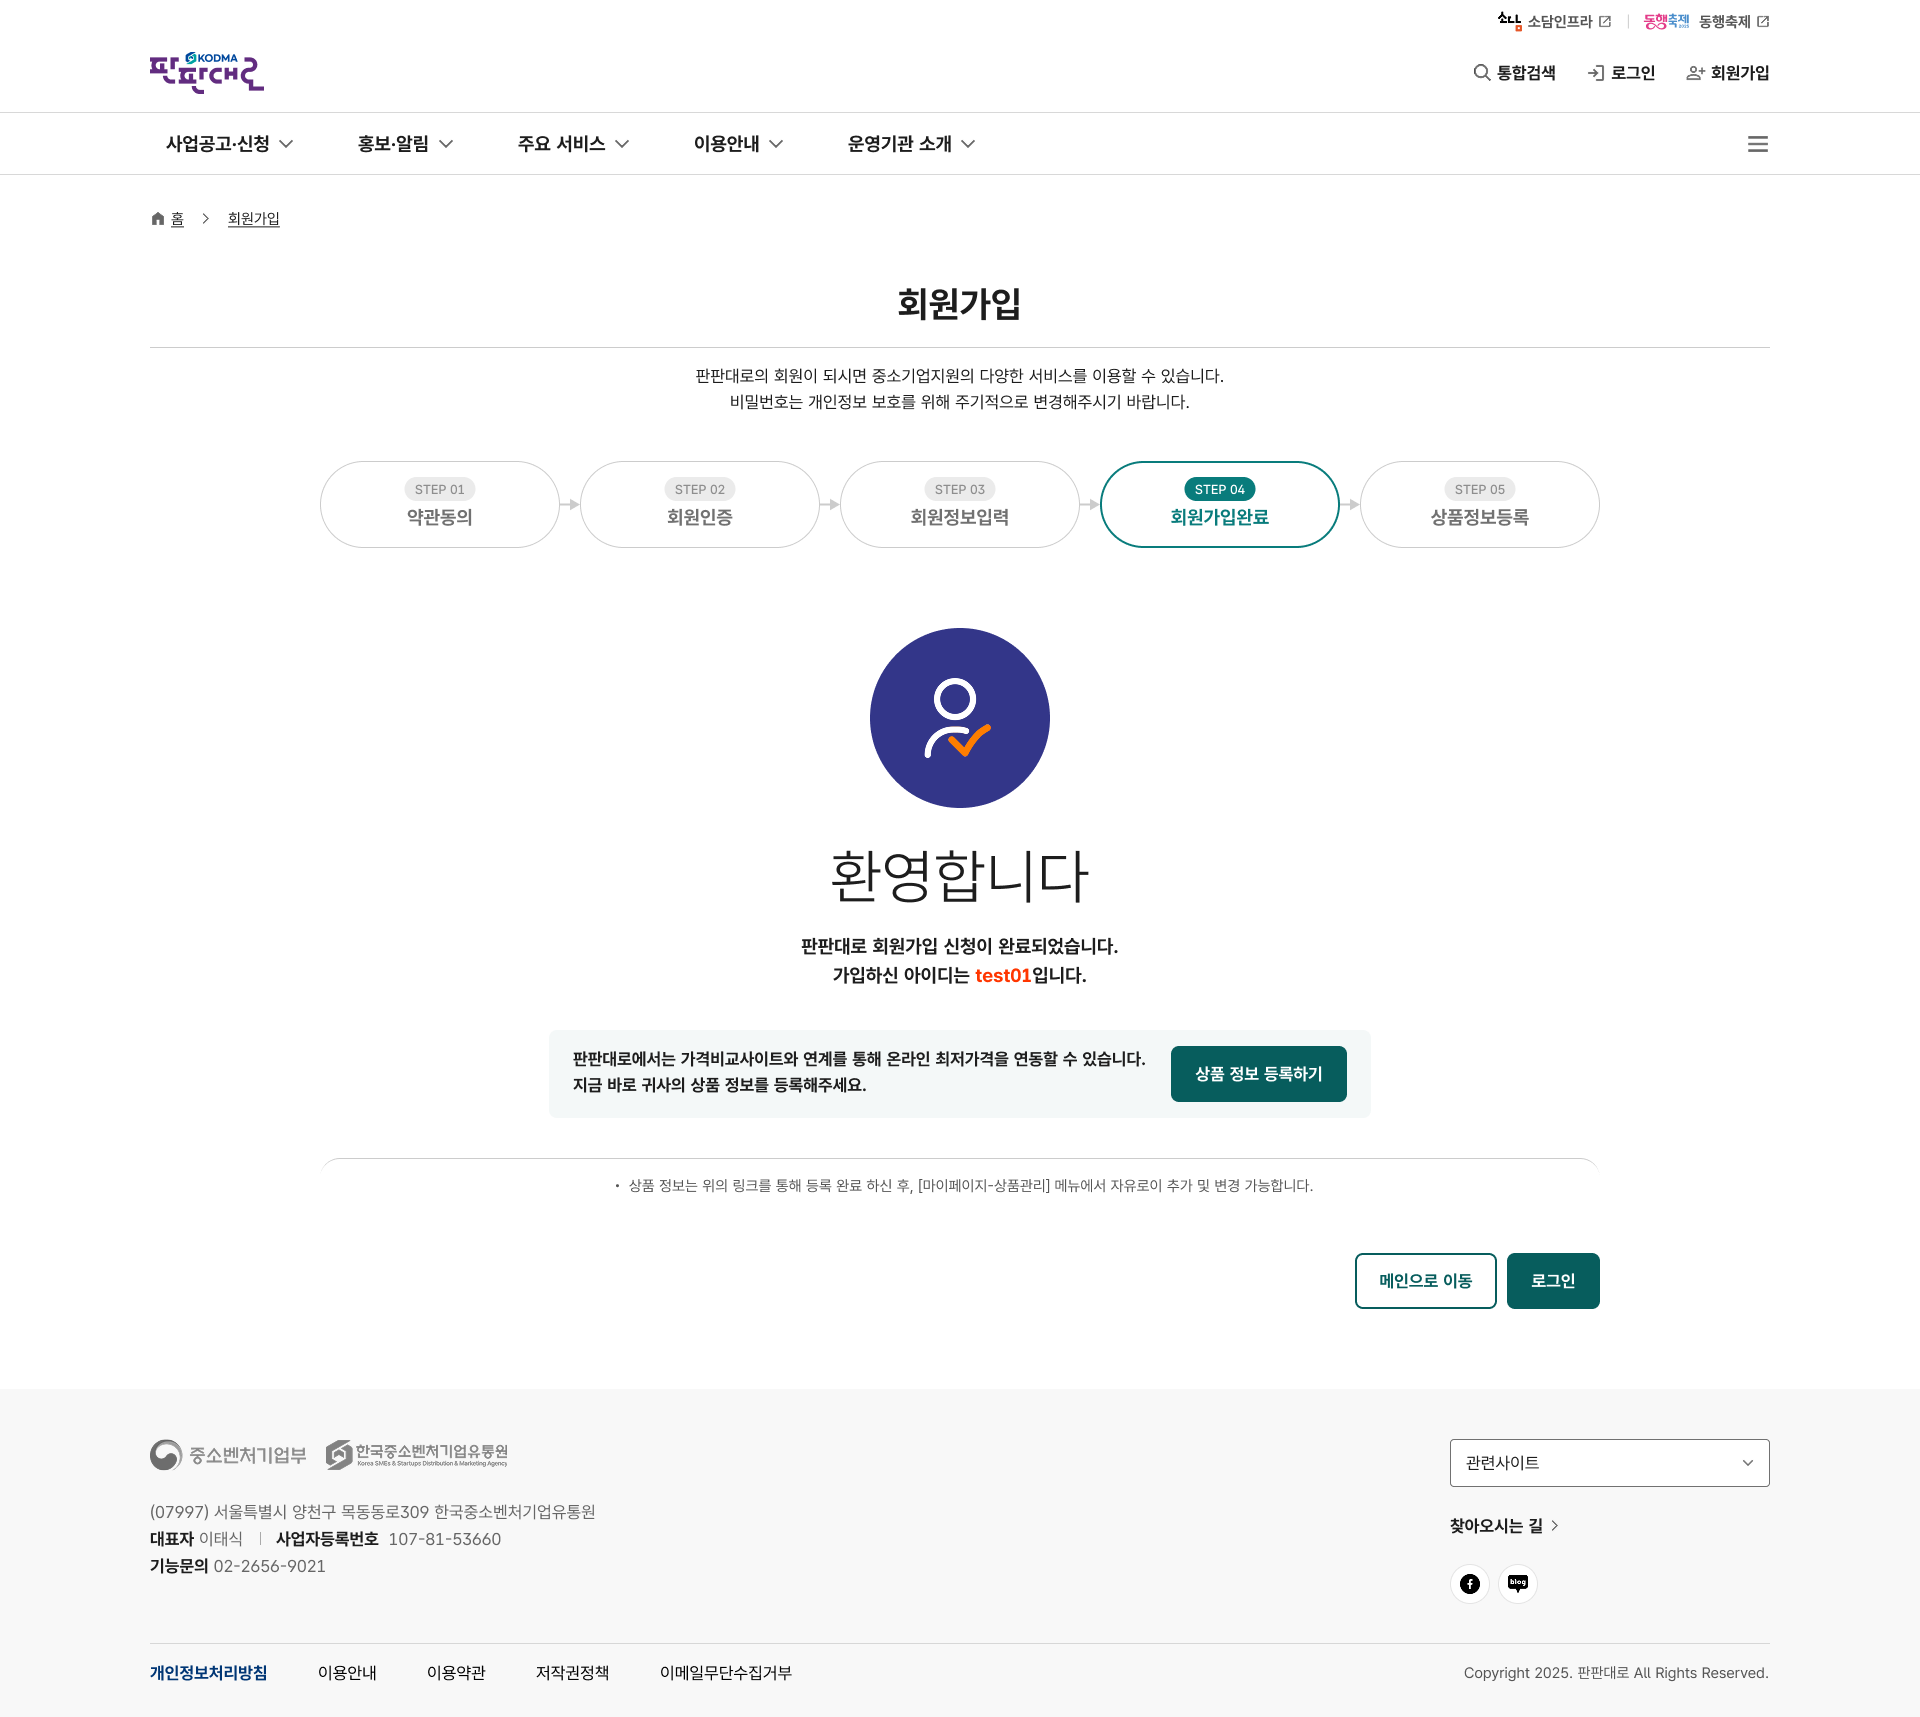 소담인프라
동행축제 2025 동행축제
KODMA
판판대로
통합검색
로그인
회원가입
사업공고·신청
홍보·알림
주요 서비스
이용안내
운영기관 소개
홈
회원가입
회원가입
판판대로의 회원이 되시면 중소기업지원의 다양한 서비스를 이용할 수 있습니다.
비밀번호는 개인정보 보호를 위해 주기적으로 변경해주시기 바랍니다.
STEP 01
약관동의
STEP 02
회원인증
STEP 03
회원정보입력
STEP 04
회원가입완료
STEP 05
상품정보등록
환영합니다
판판대로 회원가입 신청이 완료되었습니다.
가입하신 아이디는 test01입니다.
판판대로에서는 가격비교사이트와 연계를 통해 온라인 최저가격을 연동할 수 있습니다.
지금 바로 귀사의 상품 정보를 등록해주세요.
상품 정보 등록하기
• 상품 정보는 위의 링크를 통해 등록 완료 하신 후, [마이페이지-상품관리] 메뉴에서 자유로이 추가 및 변경 가능합니다.
메인으로 이동
로그인
중소벤처기업부
한국중소벤처기업유통원
Korea SMEs & Startups Distribution & Marketing Agency
(07997) 서울특별시 양천구 목동동로309 한국중소벤처기업유통원
대표자 이태식 사업자등록번호 107-81-53660
기능문의 02-2656-9021
관련사이트
찾아오시는 길
blog
개인정보처리방침
이용안내
이용약관
저작권정책
이메일무단수집거부
Copyright 2025. 판판대로 All Rights Reserved.